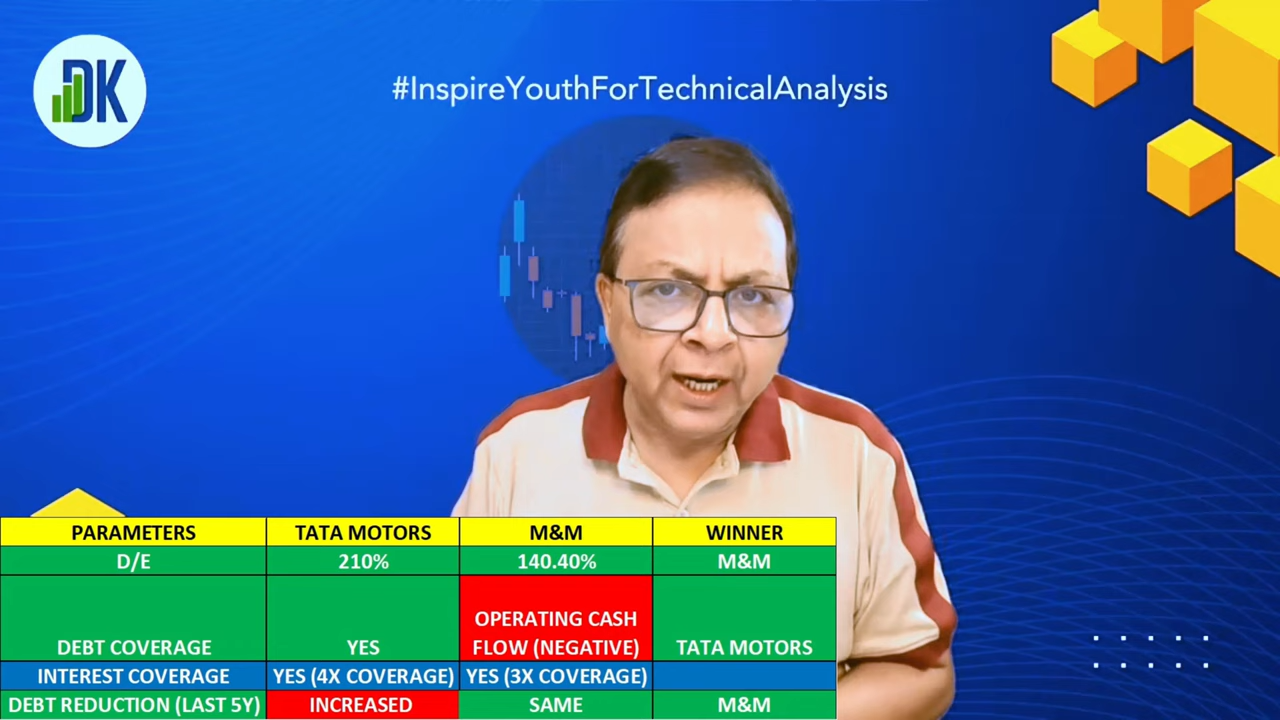 DK
#InspireYouthForTechnicalAnalysis
PARAMETERS TATA MOTORS M&M WINNER
D/E 210% 140.40% M&M
DEBT COVERAGE YES OPERATING CASH FLOW (NEGATIVE) TATA MOTORS
INTEREST COVERAGE YES (4X COVERAGE) YES (3X COVERAGE)
DEBT REDUCTION (LAST 5Y) INCREASED SAME M&M